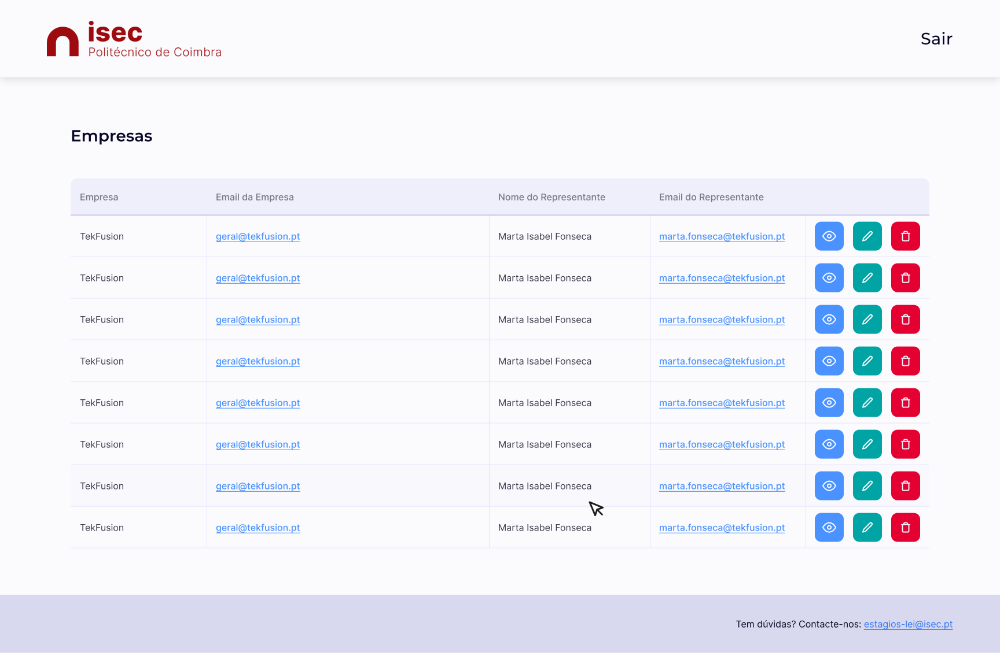 isec
Politécnico de Coimbra
Sair
Empresas
Empresa Email da Empresa Nome do Representante Email do Representante
TekFusion geral@tekfusion.pt Marta Isabel Fonseca marta.fonseca@tekfusion.pt
TekFusion geral@tekfusion.pt Marta Isabel Fonseca marta.fonseca@tekfusion.pt
TekFusion geral@tekfusion.pt Marta Isabel Fonseca marta.fonseca@tekfusion.pt
TekFusion geral@tekfusion.pt Marta Isabel Fonseca marta.fonseca@tekfusion.pt
TekFusion geral@tekfusion.pt Marta Isabel Fonseca marta.fonseca@tekfusion.pt
TekFusion geral@tekfusion.pt Marta Isabel Fonseca marta.fonseca@tekfusion.pt
TekFusion geral@tekfusion.pt Marta Isabel Fonseca marta.fonseca@tekfusion.pt
TekFusion geral@tekfusion.pt Marta Isabel Fonseca marta.fonseca@tekfusion.pt
Tem dúvidas? Contacte-nos: estagios-lei@isec.pt